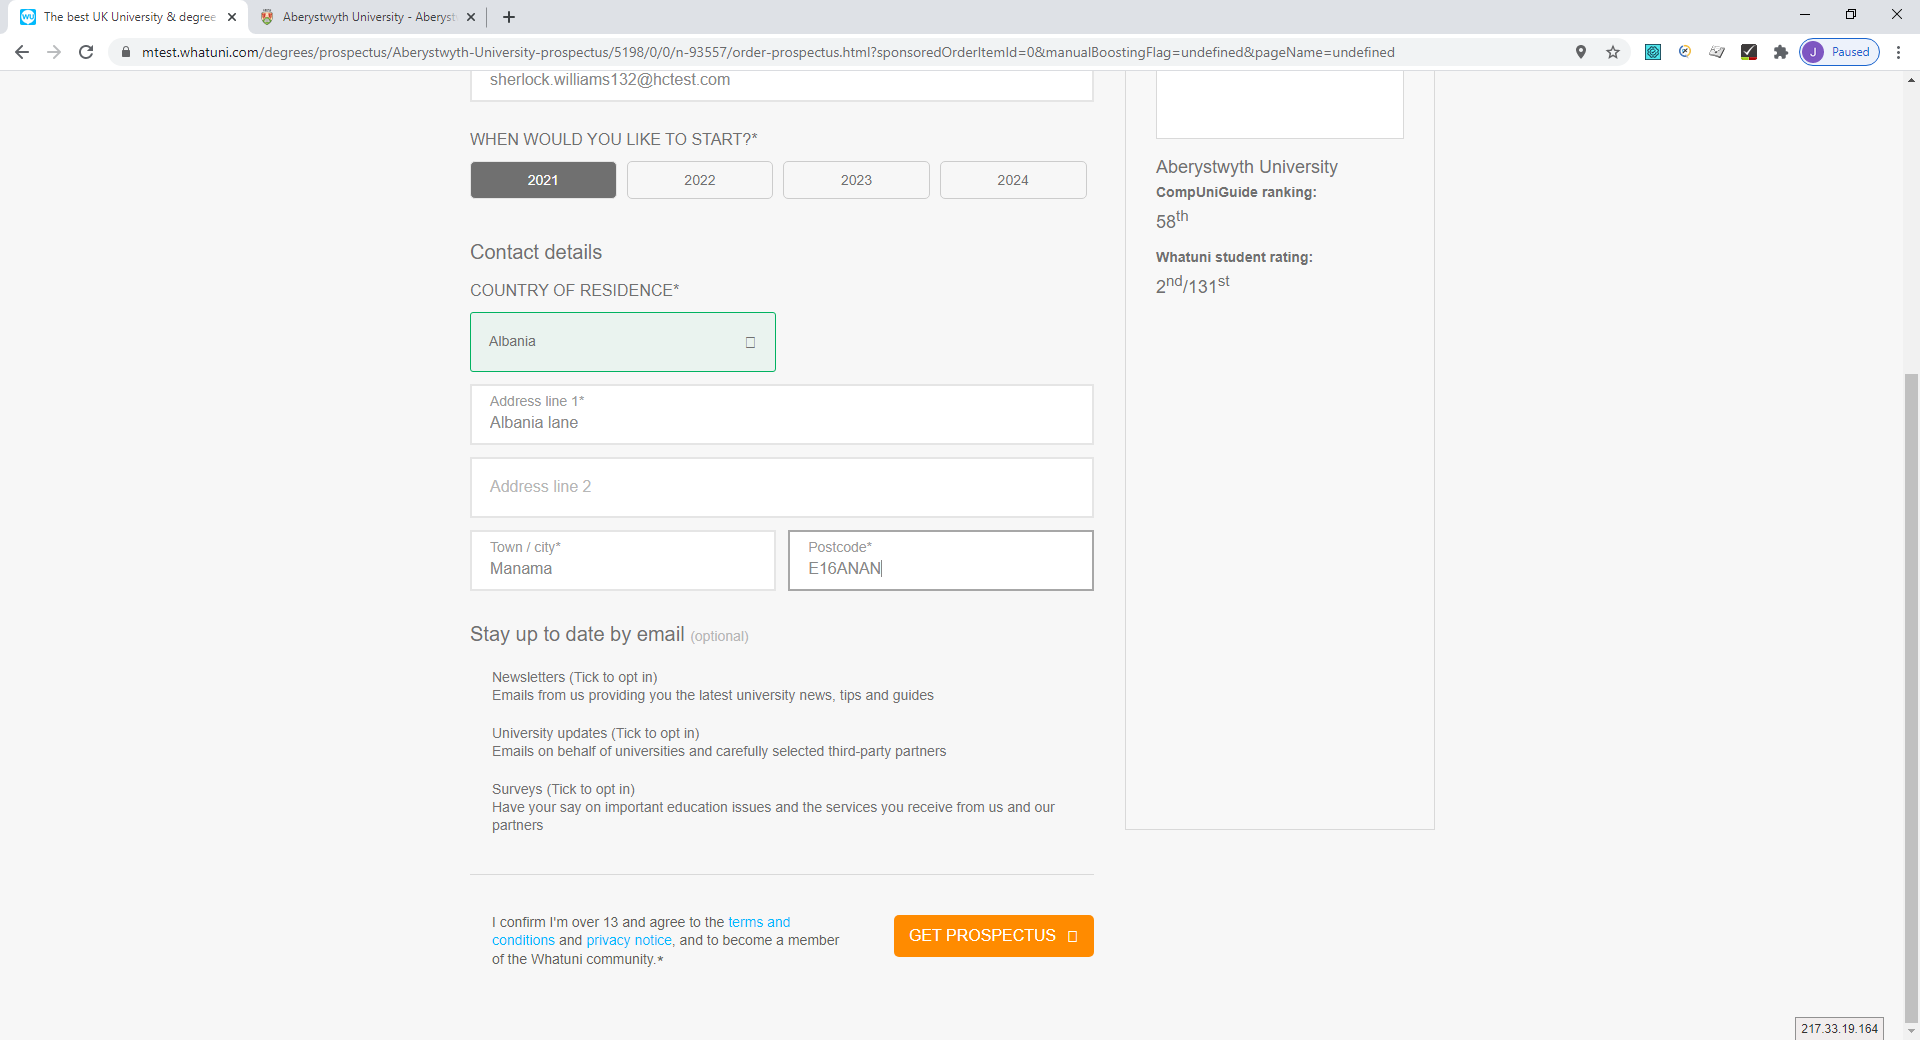 The best UK University & degree
Aberystwyth University - Aberyst
mtest.whatuni.com/degrees/prospectus/Aberystwyth-University-prospectus/5198/0/0/n-93557/order-prospectus.html?sponsoredOrderItemId=0&manualBoostingFlag=undefined&pageName=undefined
J Paused
sherlock.williams132@hctest.com
WHEN WOULD YOU LIKE TO START?*
2021 2022 2023 2024
Contact details
COUNTRY OF RESIDENCE*
Albania
Address line 1*
Albania lane
Address line 2
Town / city*
Manama
Postcode*
E16ANAN
Stay up to date by email (optional)
Newsletters (Tick to opt in)
Emails from us providing you the latest university news, tips and guides
University updates (Tick to opt in)
Emails on behalf of universities and carefully selected third-party partners
Surveys (Tick to opt in)
Have your say on important education issues and the services you receive from us and our
partners
I confirm I'm over 13 and agree to the terms and
conditions and privacy notice, and to become a member
of the Whatuni community.*
GET PROSPECTUS
Aberystwyth University
CompUniGuide ranking:
58th
Whatuni student rating:
2nd/131st
217.33.19.164